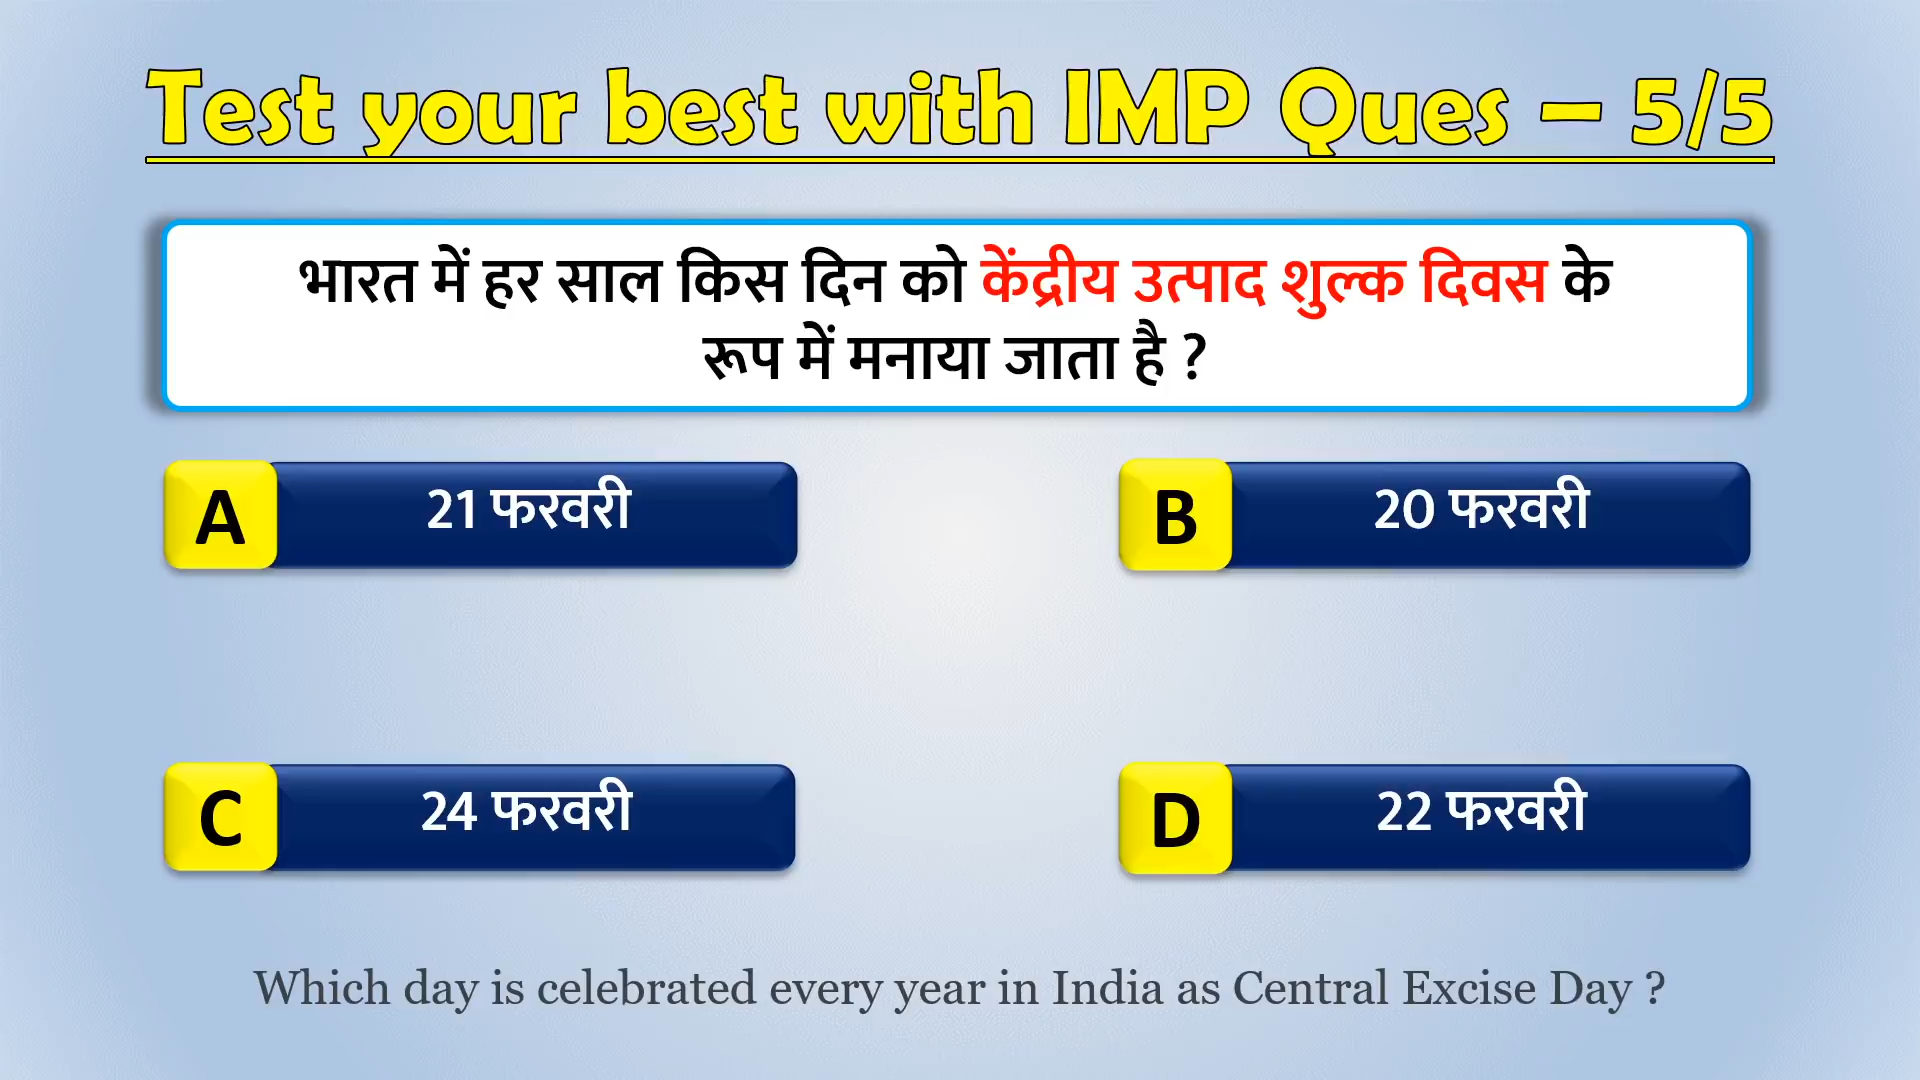 Test your best with IMP Ques – 5/5
भारत में हर साल किस दिन को केंद्रीय उत्पाद शुल्क दिवस के
रूप में मनाया जाता है ?
A 21 फरवरी
B 20 फरवरी
C 24 फरवरी
D 22 फरवरी
Which day is celebrated every year in India as Central Excise Day ?